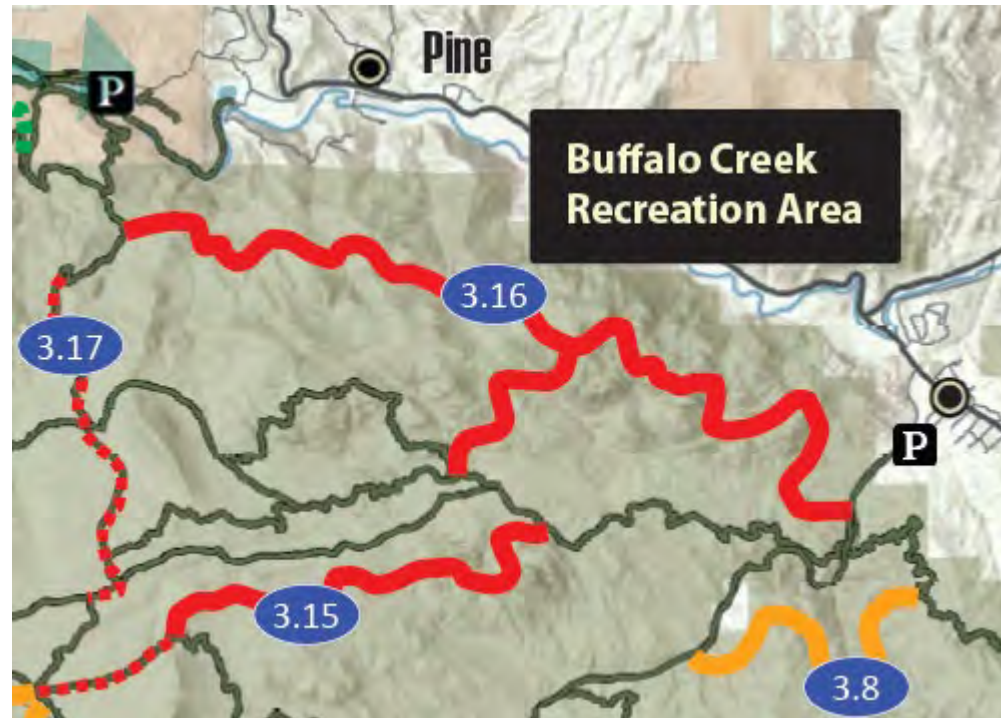 Pine
P
Buffalo Creek
Recreation Area
3.16
3.17
P
3.15
3.8